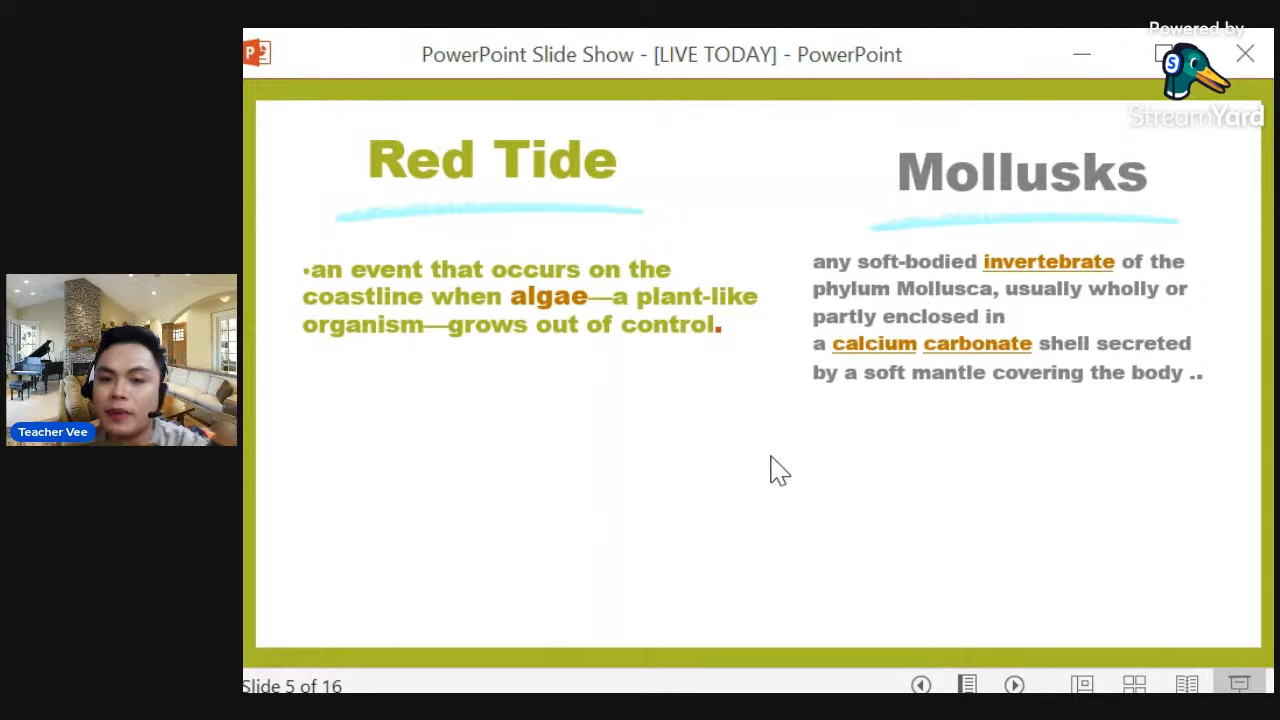 Powered by
PowerPoint Slide Show - [LIVE TODAY] - PowerPoint
StreamYard
Red Tide
•an event that occurs on the
coastline when algae—a plant-like
organism—grows out of control.
Mollusks
any soft-bodied invertebrate of the
phylum Mollusca, usually wholly or
partly enclosed in
a calcium carbonate shell secreted
by a soft mantle covering the body ..
Teacher Vee
Slide 5 of 16